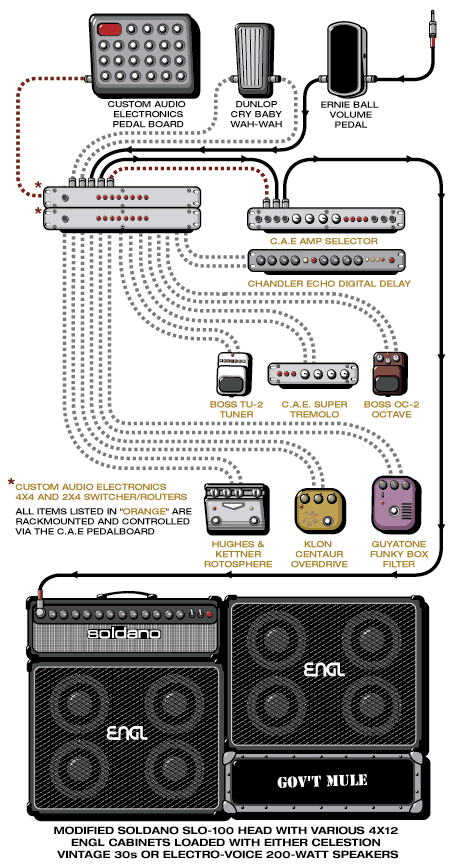 CUSTOM AUDIO
ELECTRONICS
PEDAL BOARD
DUNLOP
CRY BABY
WAH-WAH
ERNIE BALL
VOLUME
PEDAL
*
*
C.A.E AMP SELECTOR
CHANDLER ECHO DIGITAL DELAY
BOSS TU-2
TUNER
C.A.E. SUPER
TREMOLO
BOSS OC-2
OCTAVE
*CUSTOM AUDIO ELECTRONICS
4X4 AND 2X4 SWITCHER/ROUTERS
ALL ITEMS LISTED IN "ORANGE" ARE
RACKMOUNTED AND CONTROLLED
VIA THE C.A.E PEDALBOARD
HUGHES &
KETTNER
ROTOSPHERE
KLON
CENTAUR
OVERDRIVE
GUYATONE
FUNKY BOX
FILTER
soldano
ENGL
ENGL
GOV'T MULE
MODIFIED SOLDANO SLO-100 HEAD WITH VARIOUS 4X12
ENGL CABINETS LOADED WITH EITHER CELESTION
VINTAGE 30s OR ELECTRO-VOICE 200-WATT SPEAKERS